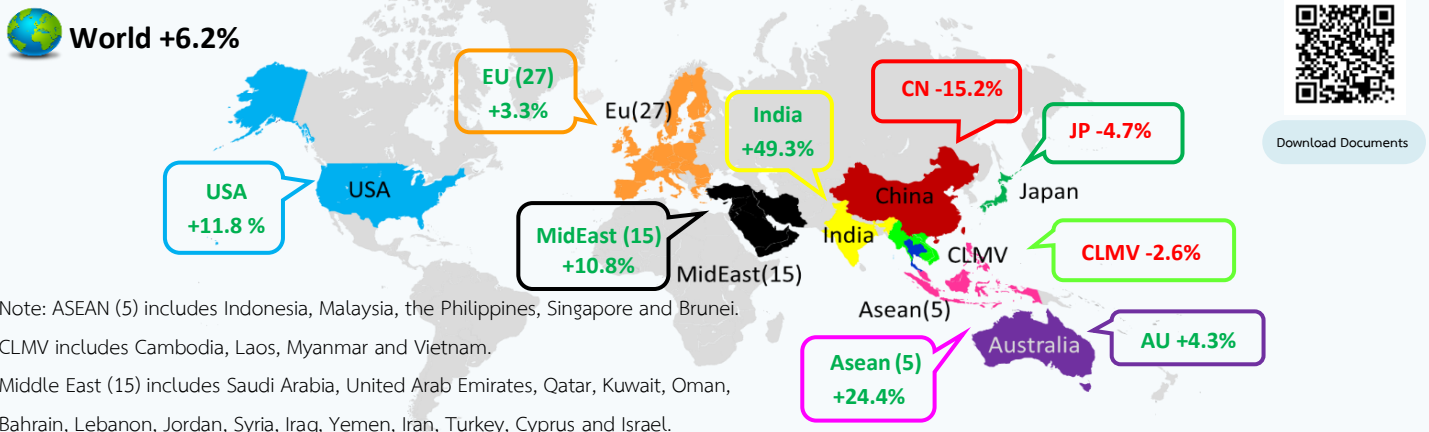 World +6.2%
EU (27)
+3.3%
Eu(27)
India
+49.3%
CN -15.2%
JP -4.7%
Download Documents
USA
+11.8 %
USA
China
Japan
MidEast (15)
+10.8%
MidEast(15)
India
CLMV
CLMV -2.6%
Asean(5)
Note: ASEAN (5) includes Indonesia, Malaysia, the Philippines, Singapore and Brunei.
CLMV includes Cambodia, Laos, Myanmar and Vietnam.
Middle East (15) includes Saudi Arabia, United Arab Emirates, Qatar, Kuwait, Oman,
Bahrain, Lebanon, Jordan, Syria, Iraq, Yemen, Iran, Turkey, Cyprus and Israel.
Asean (5)
+24.4%
Australia
AU +4.3%